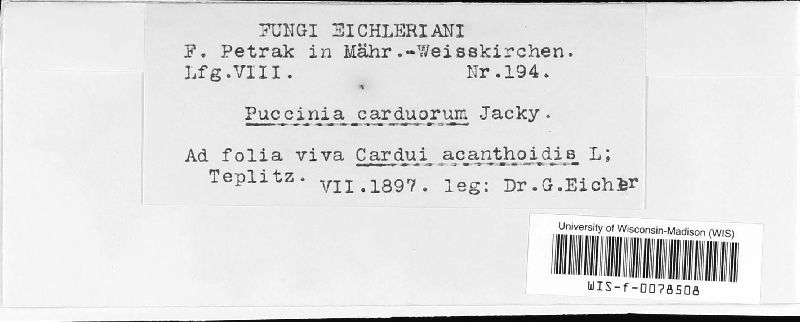 FUNGI EICHLERIANI
F. Petrak in Mähr.-Weisskirchen.
Lfg.VIII. Nr.194.
Puccinia carduorum Jacky.
Ad folia viva Cardui acanthoidis L;
Teplitz. VII.1897. leg: Dr.G.Eichler
University of Wisconsin-Madison (WIS)
WIS-f-0078508